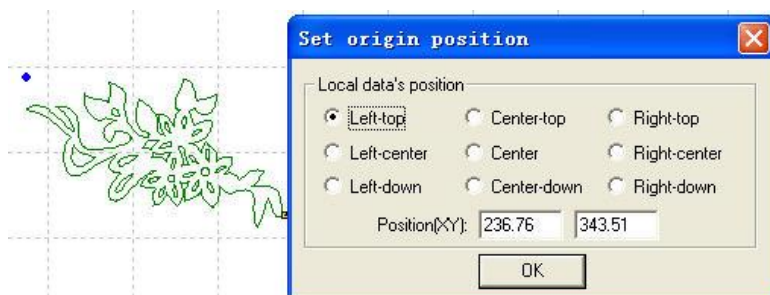 Set origin position
Local data's position
Left-top Center-top Right-top
Left-center Center Right-center
Left-down Center-down Right-down
Position(XY): 236.76 343.51
OK